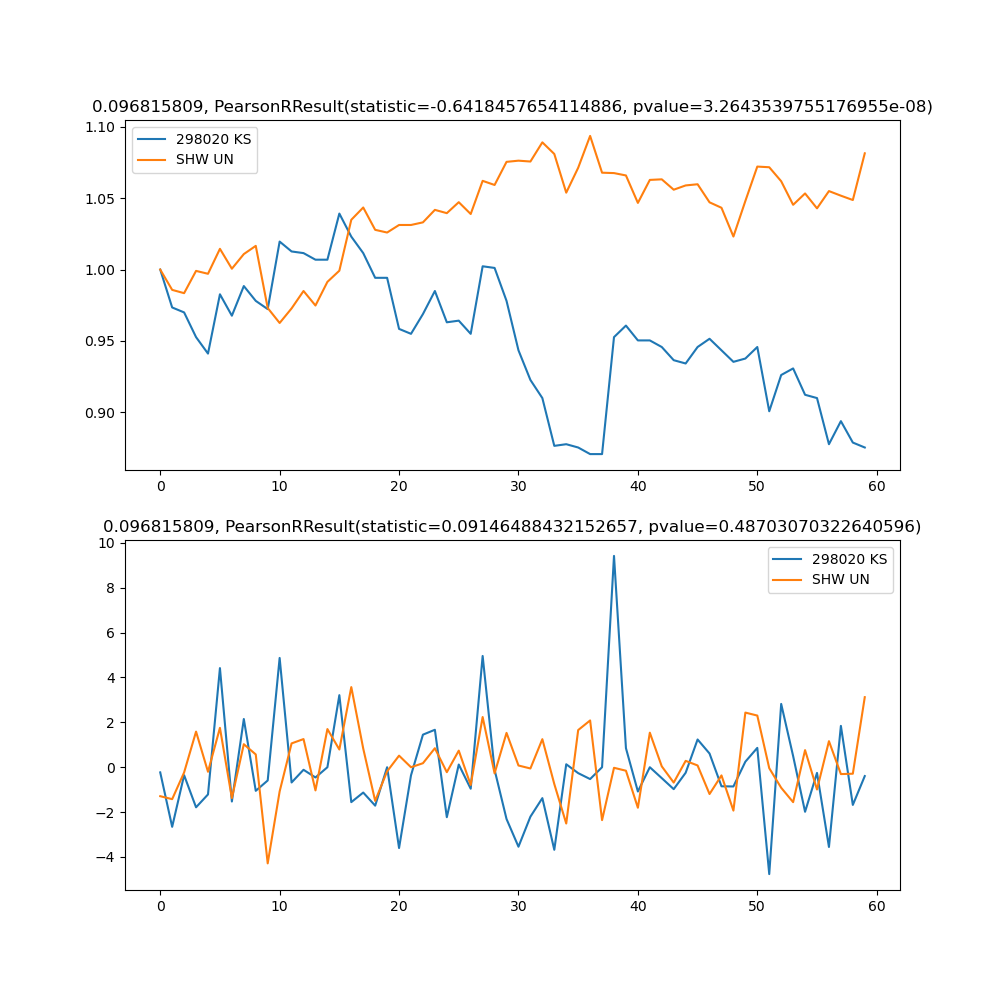 0.096815809, PearsonRResult(statistic=-0.6418457654114886, pvalue=3.2643539755176955e-08)
298020 KS
SHW UN
1.10
1.05
1.00
0.95
0.90
0 10 20 30 40 50 60
0.096815809, PearsonRResult(statistic=0.09146488432152657, pvalue=0.48703070322640596)
298020 KS
SHW UN
10
8
6
4
2
0
−2
−4
0 10 20 30 40 50 60